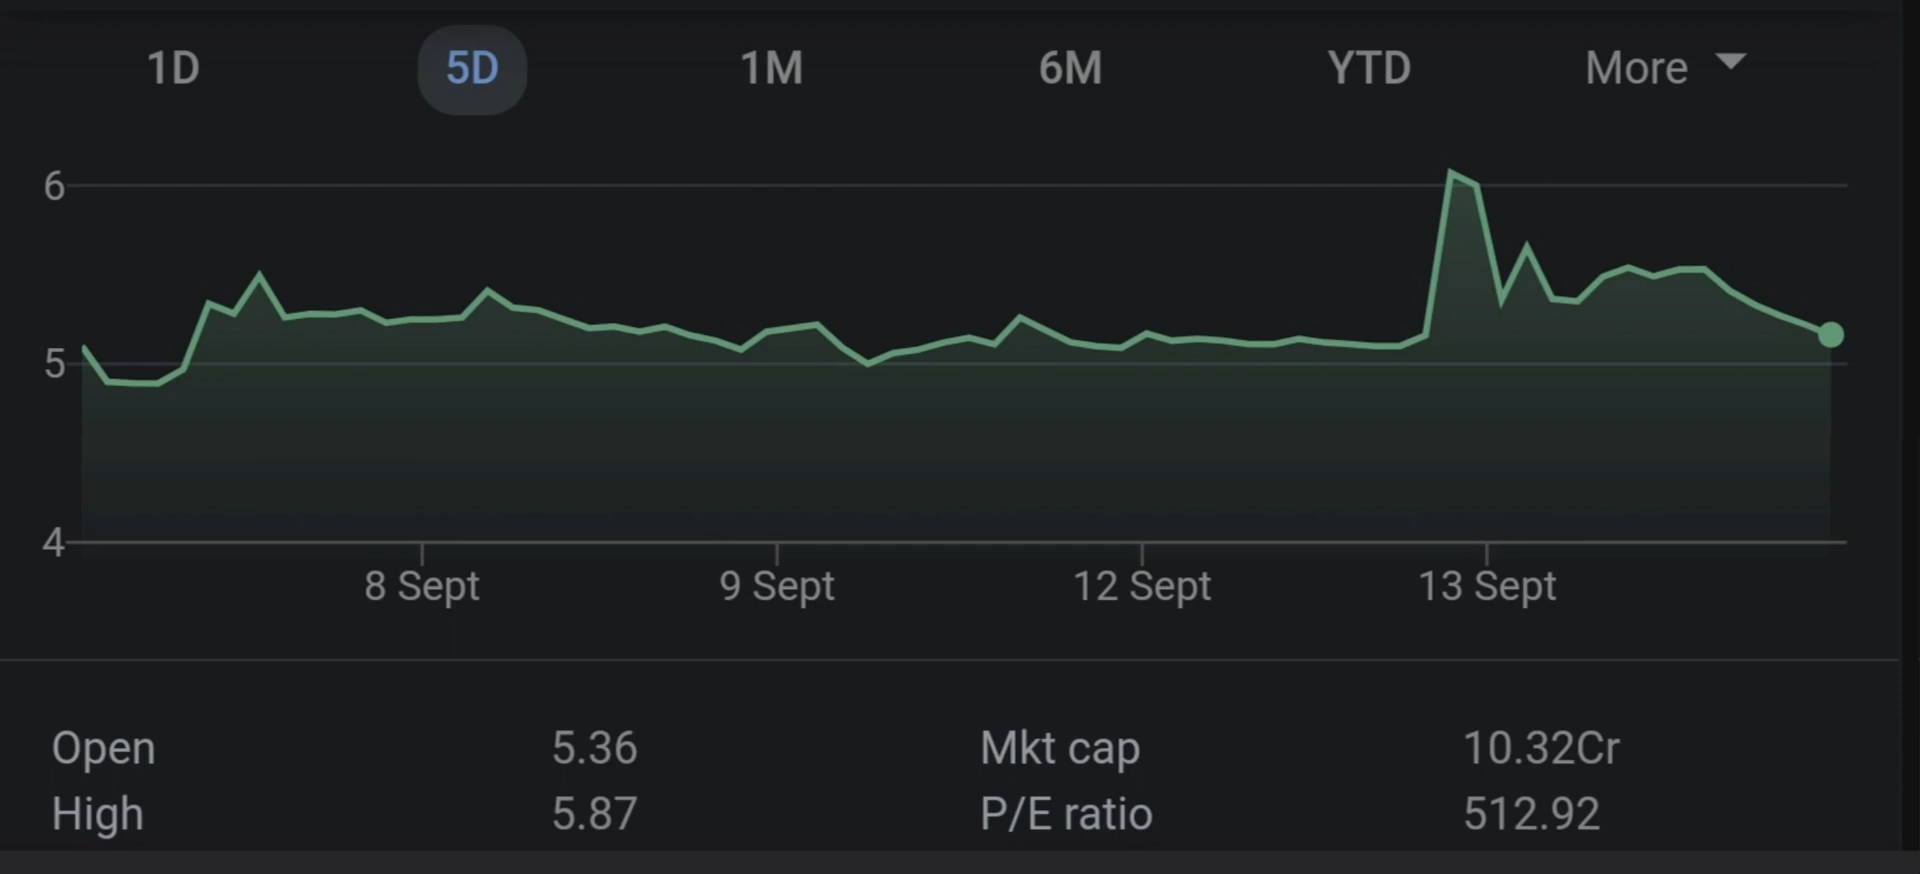 1D 5D 1M 6M YTD More
6
5
4
8 Sept 9 Sept 12 Sept 13 Sept
Open 5.36 Mkt cap 10.32Cr
High 5.87 P/E ratio 512.92